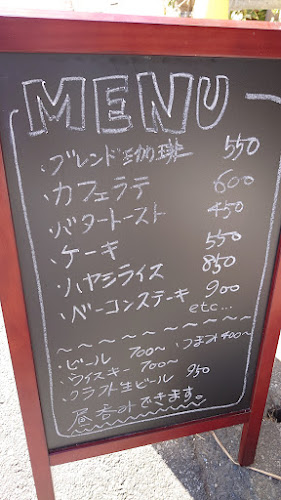 MENU
・ブレンド珈琲 550
・カフェラテ 600
・バタートースト 450
・ケーキ 550
・ハヤシライス 850
・ベーコンステーキ 900
etc...
〜〜〜〜〜〜〜〜〜〜
・ビール 700〜 ・つまみ 400〜
・ウイスキー 700〜
・クラフト生ビール 950
昼呑みできます。